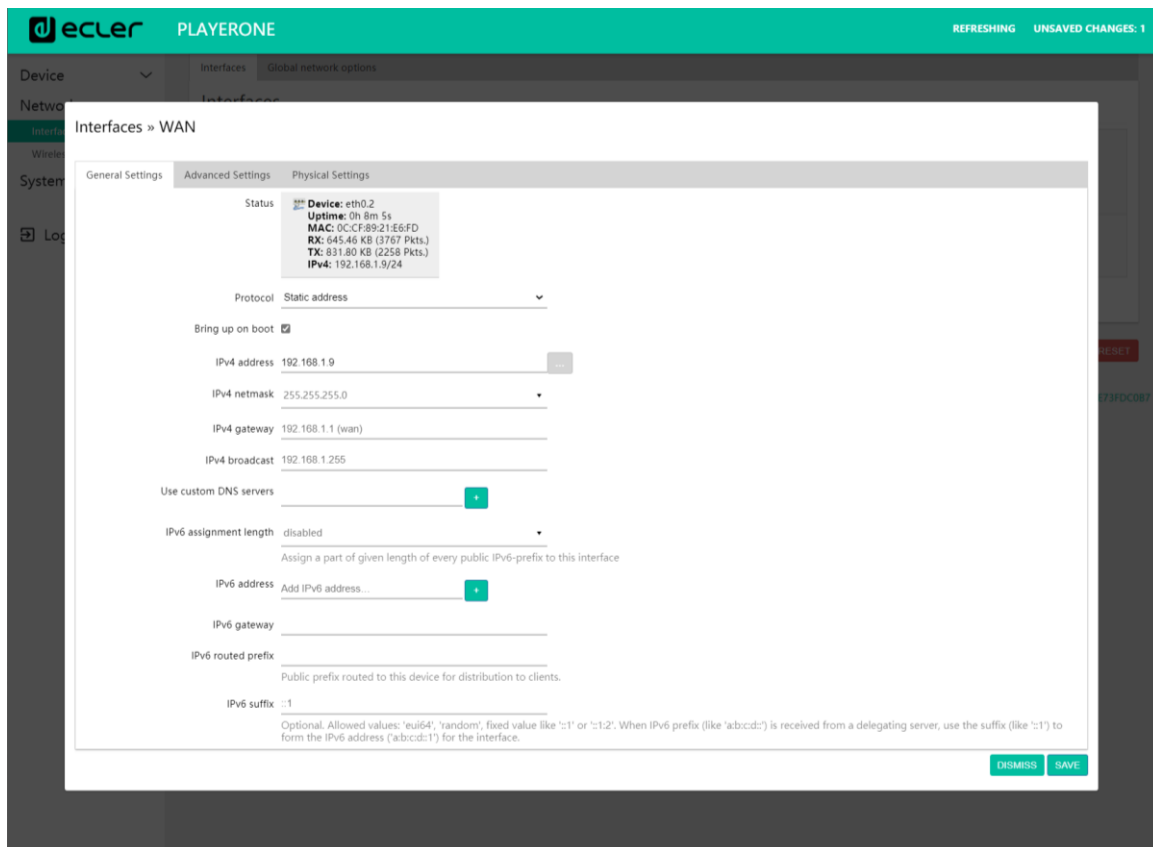 ecler PLAYERONE REFRESHING UNSAVED CHANGES: 1
Device
Interfaces Global network options
Interfaces
Interfaces » WAN
General Settings Advanced Settings Physical Settings
System
Status
Device: eth0.2
Uptime: 0h 8m 5s
MAC: 0C:CF:89:21:E6:FD
RX: 645.46 KB (3767 Pkts.)
TX: 831.80 KB (2258 Pkts.)
IPv4: 192.168.1.9/24
Protocol Static address
Bring up on boot
IPv4 address 192.168.1.9 ...
RESET
IPv4 netmask 255.255.255.0
IPv4 gateway 192.168.1.1 (wan)
IPv4 broadcast 192.168.1.255
Use custom DNS servers +
IPv6 assignment length disabled
Assign a part of given length of every public IPv6-prefix to this interface
IPv6 address Add IPv6 address... +
IPv6 gateway
IPv6 routed prefix
Public prefix routed to this device for distribution to clients.
IPv6 suffix ::1
Optional. Allowed values: 'eui64', 'random', fixed value like '::1' or '::1:2'. When IPv6 prefix (like 'a:b:c:d::') is received from a delegating server, use the suffix (like '::1') to
form the IPv6 address ('a:b:c:d::1') for the interface.
DISMISS SAVE